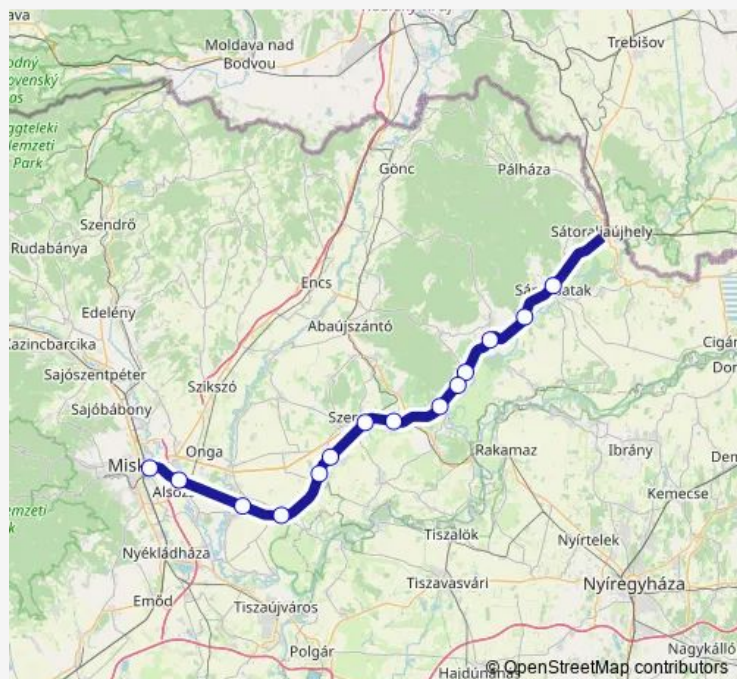 Moldava nad
Bodvou
Trebišov
Gönc
Pálháza
Szendrő
Rudabánya
Sátoraljaújhely
Encs
Edelény
Abaújszántó
Kazincbarcika
Sajószentpéter
Szikszó
Sajóbábony
Onga
Rakamaz
Ibrány
Kemecse
Nyékládháza
Tiszalök
Nyírtelek
Emőd
Tiszaújváros
Tiszavasvári
Nyíregyháza
Polgár
Nagykálló
Hajdúnánás
© OpenStreetMap contributors